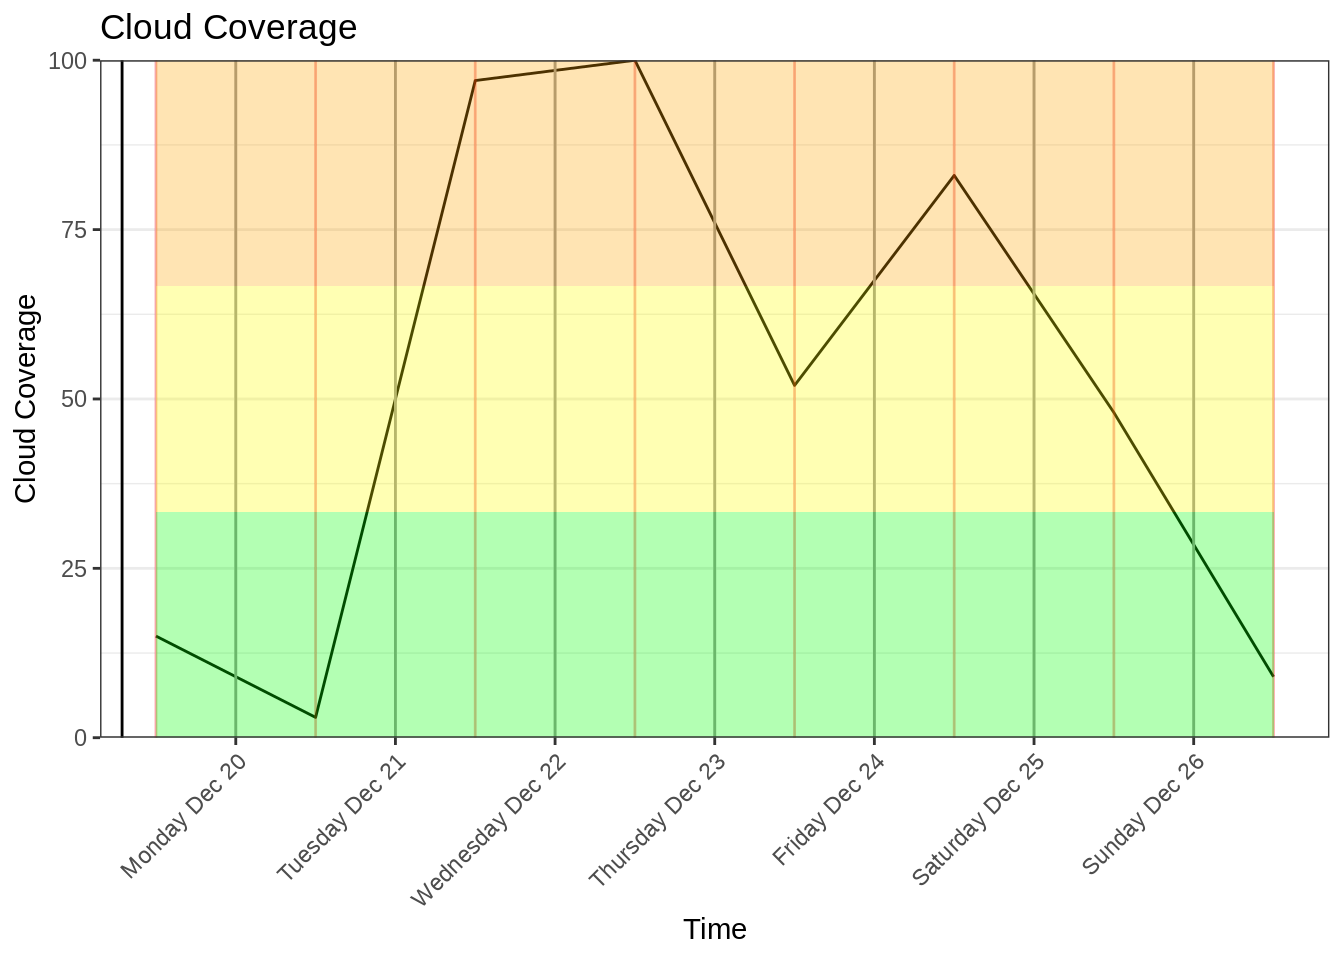 Cloud Coverage
100
75
50
25
0
Cloud Coverage
Monday Dec 20
Tuesday Dec 21
Wednesday Dec 22
Thursday Dec 23
Friday Dec 24
Saturday Dec 25
Sunday Dec 26
Time